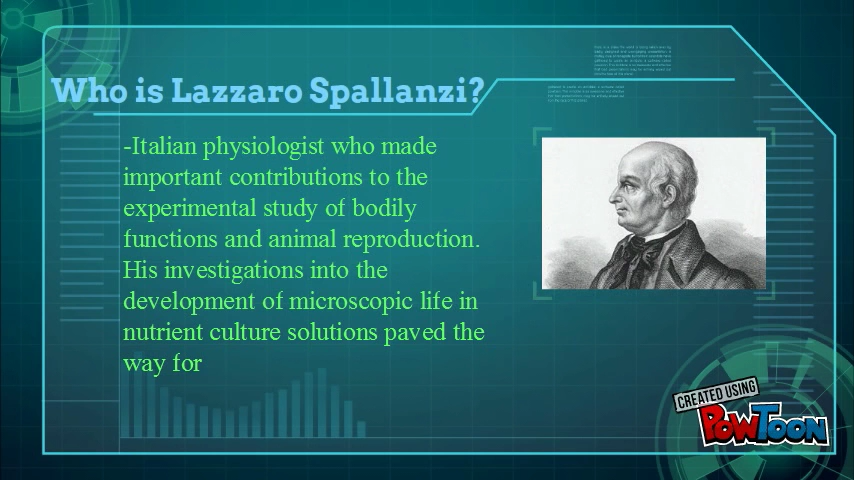 Who is Lazzaro Spallanzi?
-Italian physiologist who made
important contributions to the
experimental study of bodily
functions and animal reproduction.
His investigations into the
development of microscopic life in
nutrient culture solutions paved the
way for
CREATED USING
POWTOON